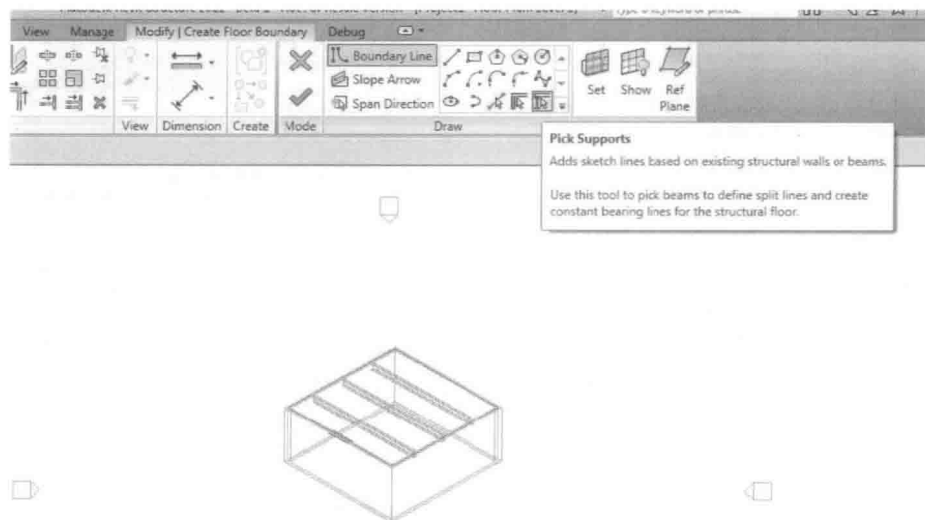 View Manage Modify | Create Floor Boundary Debug
Boundary Line
Slope Arrow
Span Direction
Set Show Ref Plane
View Dimension Create Mode Draw
Pick Supports
Adds sketch lines based on existing structural walls or beams.
Use this tool to pick beams to define split lines and create
constant bearing lines for the structural floor.